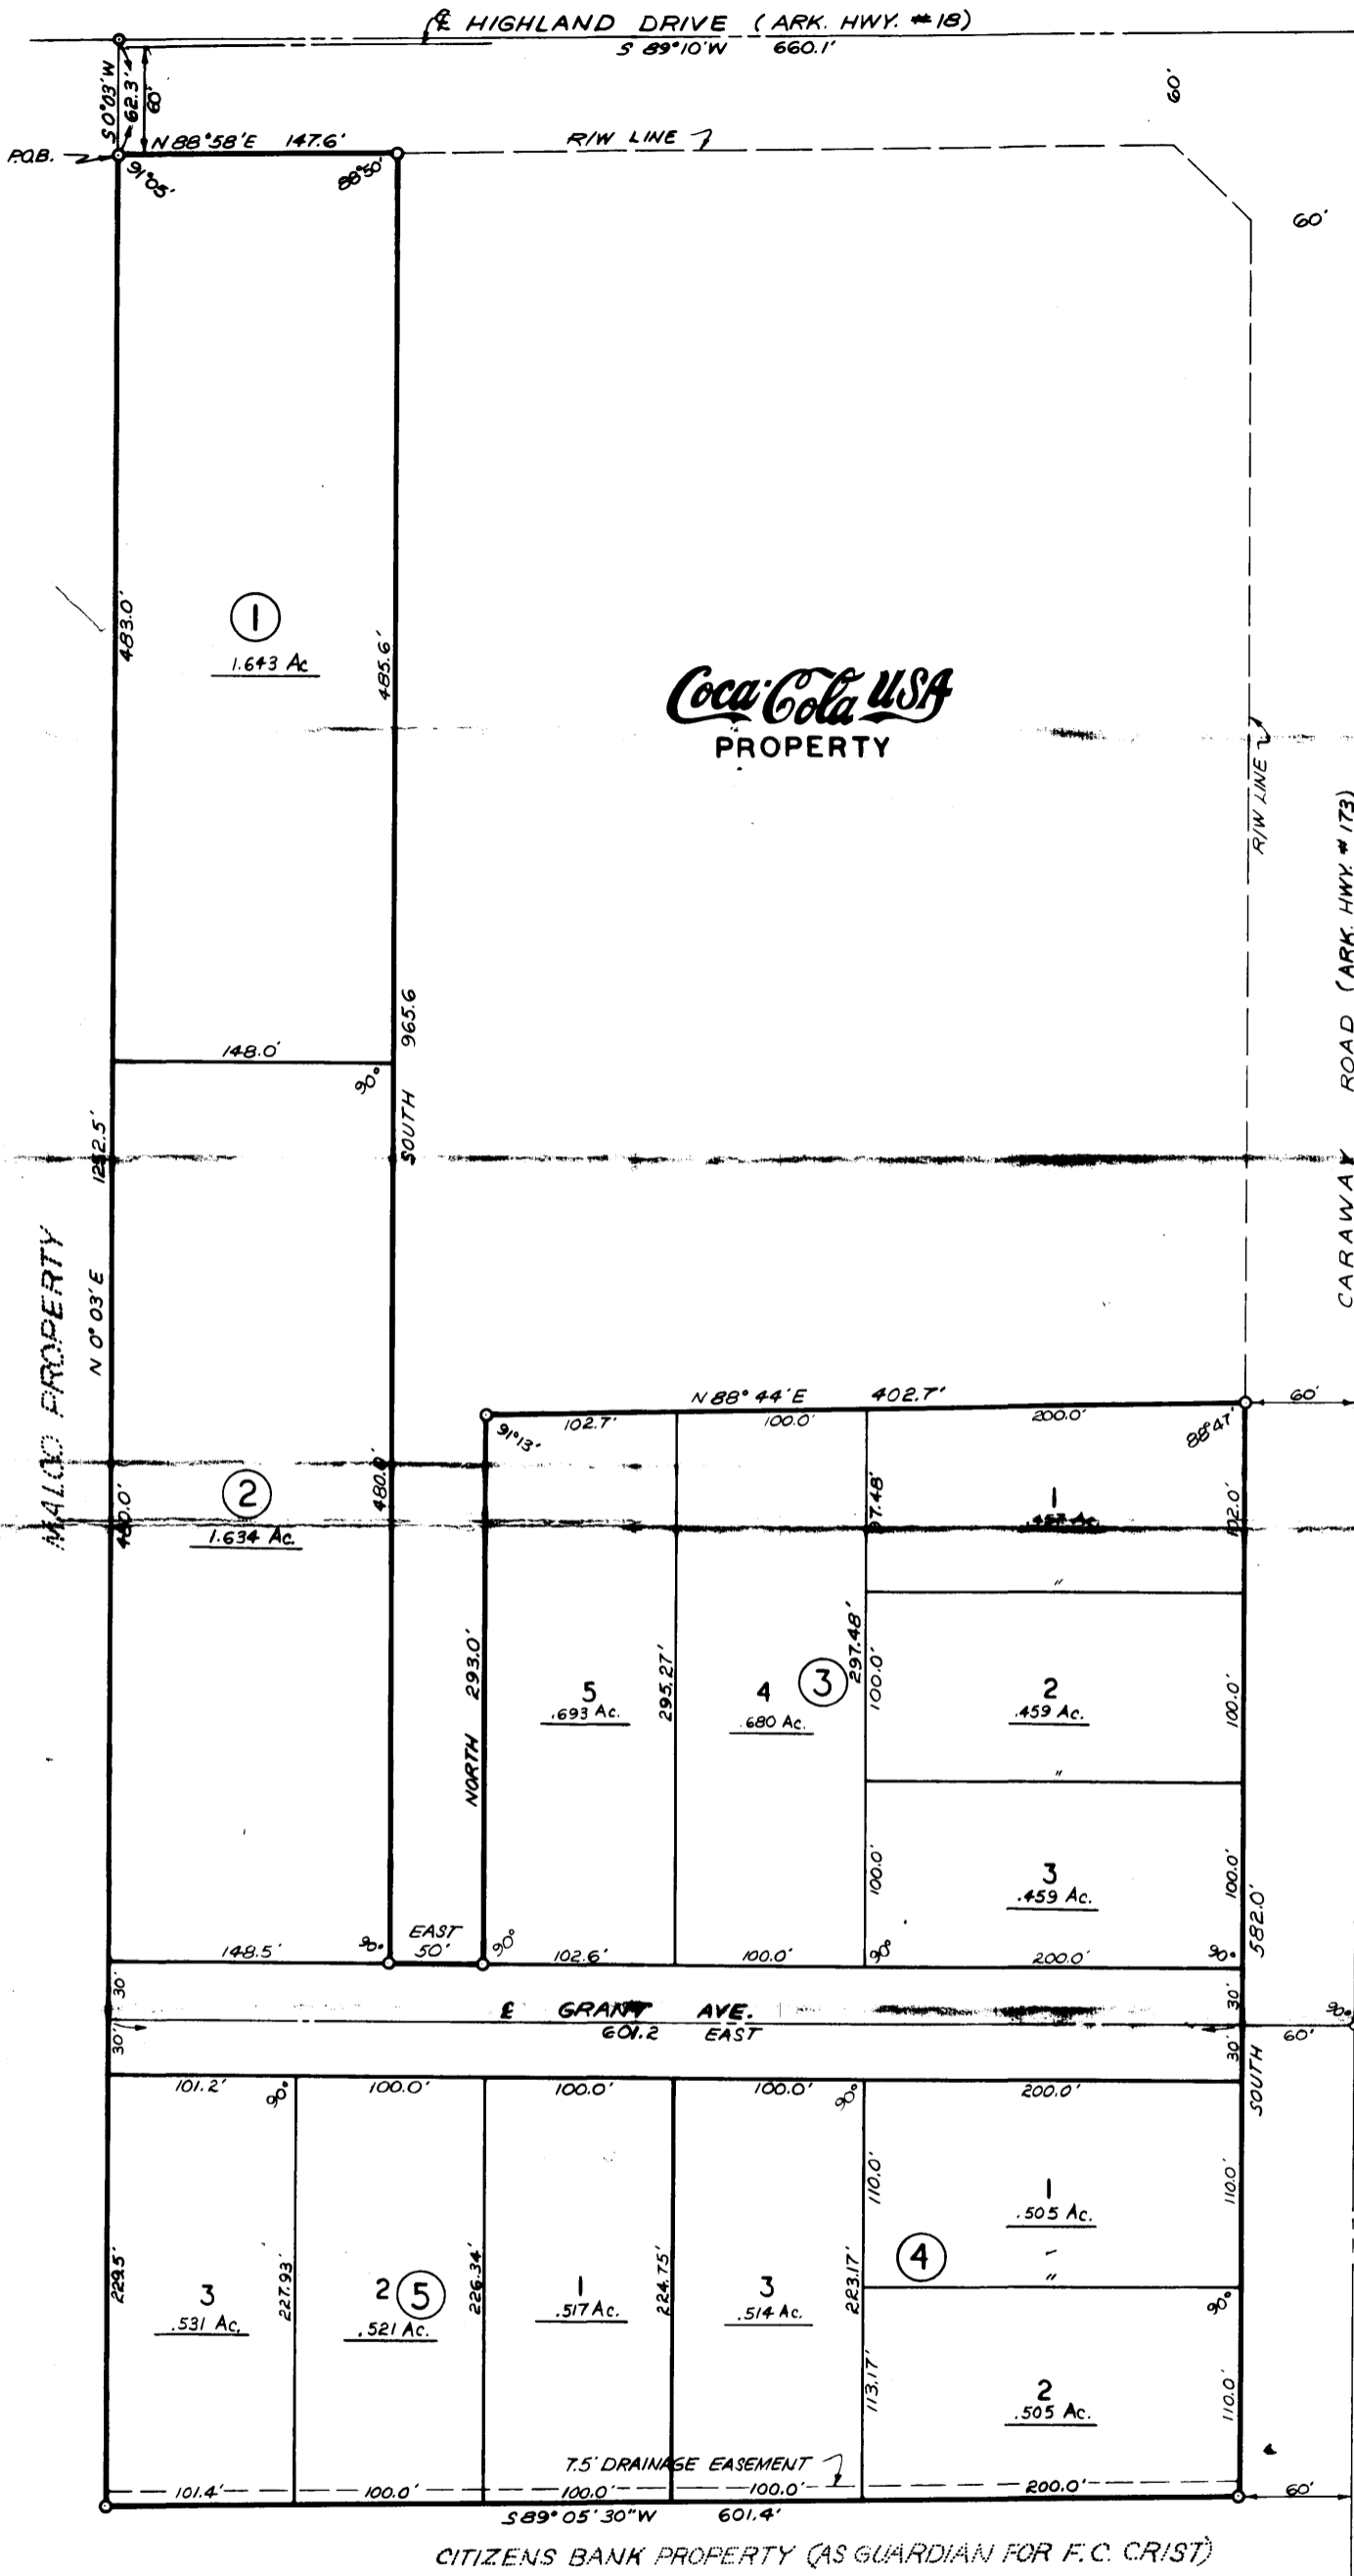 ℄ HIGHLAND DRIVE (ARK. HWY. #18)
S 89°10'W 660.1'
S 0°03'W
62.3'
60'
60'
N 88°58'E 147.6'
R/W LINE
P.O.B.
91°05'
88°50'
60'
483.0'
1
1.643 Ac
485.6'
Coca-Cola USA
PROPERTY
R/W LINE
CARAWAY ROAD (ARK. HWY. #173)
965.6
SOUTH
148.0'
90°
N 0°03'E
MALCO PROPERTY
N 88°44'E 402.7'
60'
102.7'
100.0'
200.0'
91°13'
88°47'
480.0'
2
1.634 Ac.
480.0'
97.48'
1
102.0'
"
NORTH 293.0'
5
.693 Ac.
295.27'
4
.680 Ac.
3
297.48'
100.0'
2
.459 Ac.
100.0'
"
100.0'
3
.459 Ac.
100.0'
582.0'
148.5'
90°
EAST
50'
90°
102.6'
100.0'
90°
200.0'
90°
30'
30'
℄ GRANT AVE.
601.2 EAST
30'
30'
60'
90°
SOUTH
101.2'
90°
100.0'
100.0'
100.0'
90°
200.0'
110.0'
1
.505 Ac.
"
110.0'
4
229.5'
3
.531 Ac.
227.93'
2
5
.521 Ac.
226.34'
1
.517 Ac.
224.75'
3
.514 Ac.
223.17'
90°
113.17'
2
.505 Ac.
110.0'
7.5' DRAINAGE EASEMENT
101.4'
100.0
100.0'
100.0'
200.0'
60'
S 89°05'30"W 601.4'
CITIZENS BANK PROPERTY (AS GUARDIAN FOR F.C. CRIST)